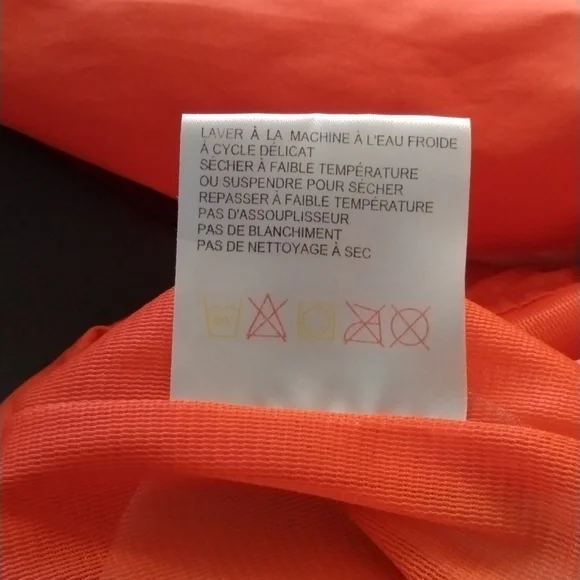 LAVER À LA MACHINE À L'EAU FROIDE
À CYCLE DÉLICAT
SÉCHER À FAIBLE TEMPÉRATURE
OU SUSPENDRE POUR SÉCHER
REPASSER À FAIBLE TEMPÉRATURE
PAS D'ASSOUPLISSEUR
PAS DE BLANCHIMENT
PAS DE NETTOYAGE À SEC